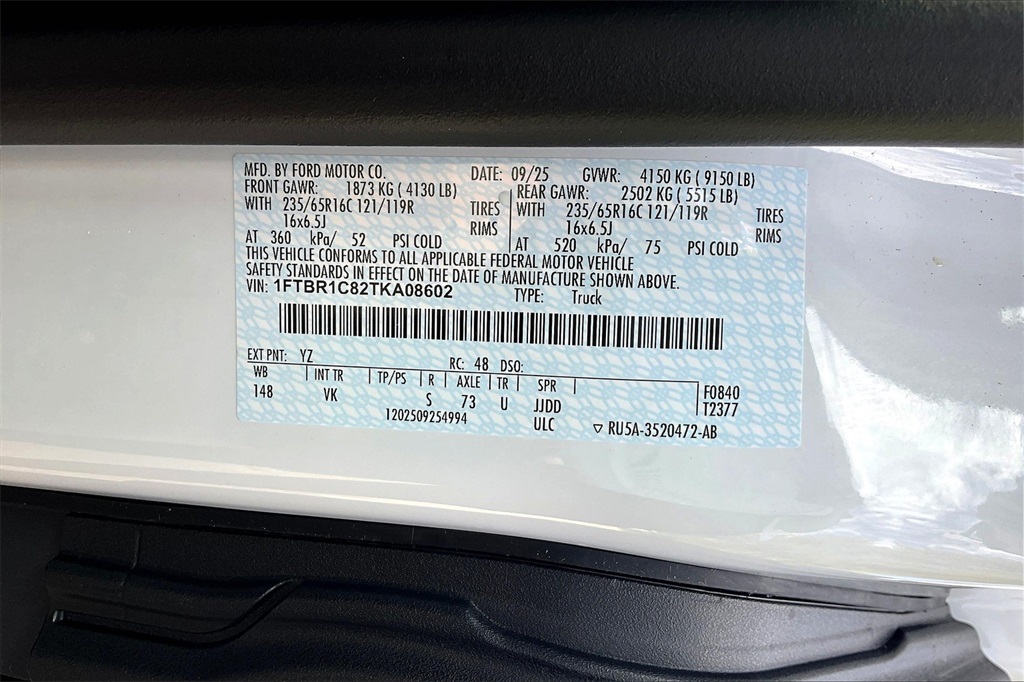 MFD. BY FORD MOTOR CO. DATE: 09/25 GVWR: 4150 KG ( 9150 LB)
FRONT GAWR: 1873 KG ( 4130 LB) REAR GAWR: 2502 KG ( 5515 LB)
WITH 235/65R16C 121/119R TIRES WITH 235/65R16C 121/119R TIRES
16x6.5J RIMS 16x6.5J RIMS
AT 360 kPa/ 52 PSI COLD AT 520 kPa/ 75 PSI COLD
THIS VEHICLE CONFORMS TO ALL APPLICABLE FEDERAL MOTOR VEHICLE
SAFETY STANDARDS IN EFFECT ON THE DATE OF MANUFACTURE SHOWN ABOVE.
VIN: 1FTBR1C82TKA08602 TYPE: Truck
EXT PNT: YZ RC: 48 DSO:
WB INT TR TP/PS R AXLE TR SPR F0840
148 VK S 73 U JJDD T2377
1202509254994 ULC ▽ RU5A-3520472-AB